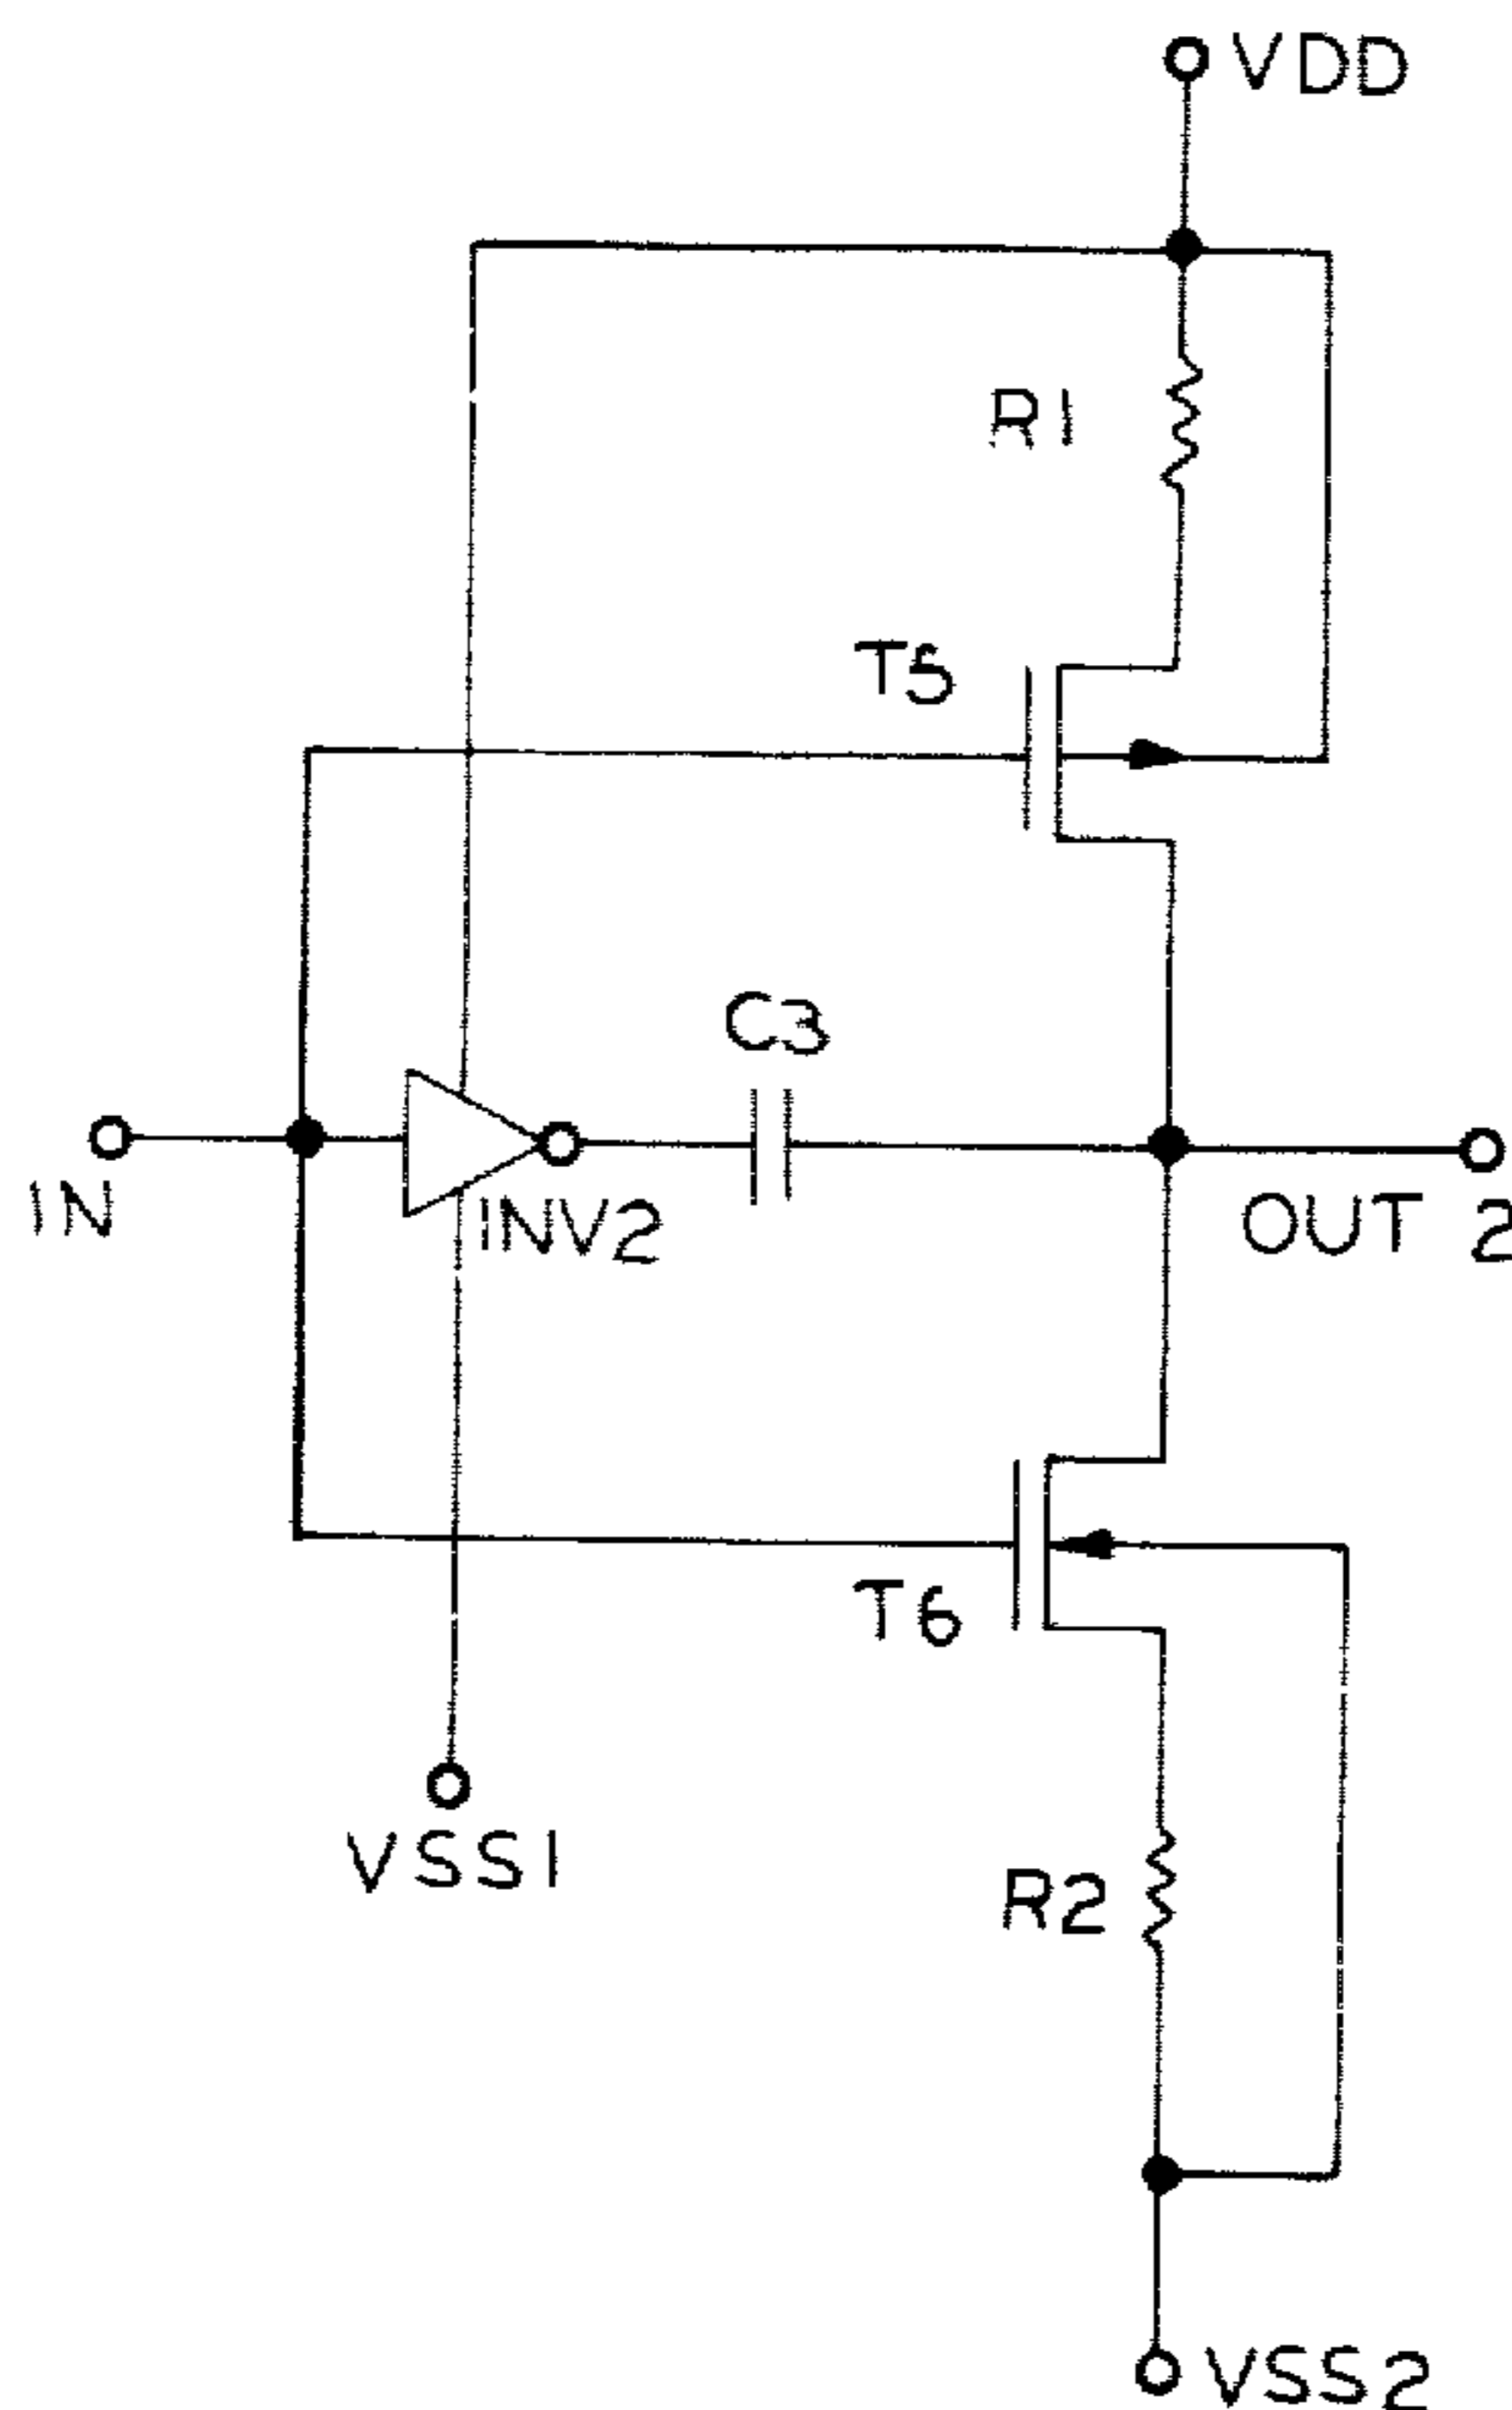 VDD
R1
T5
C3
IN
INV2
OUT 2
T6
VSS1
R2
VSS2